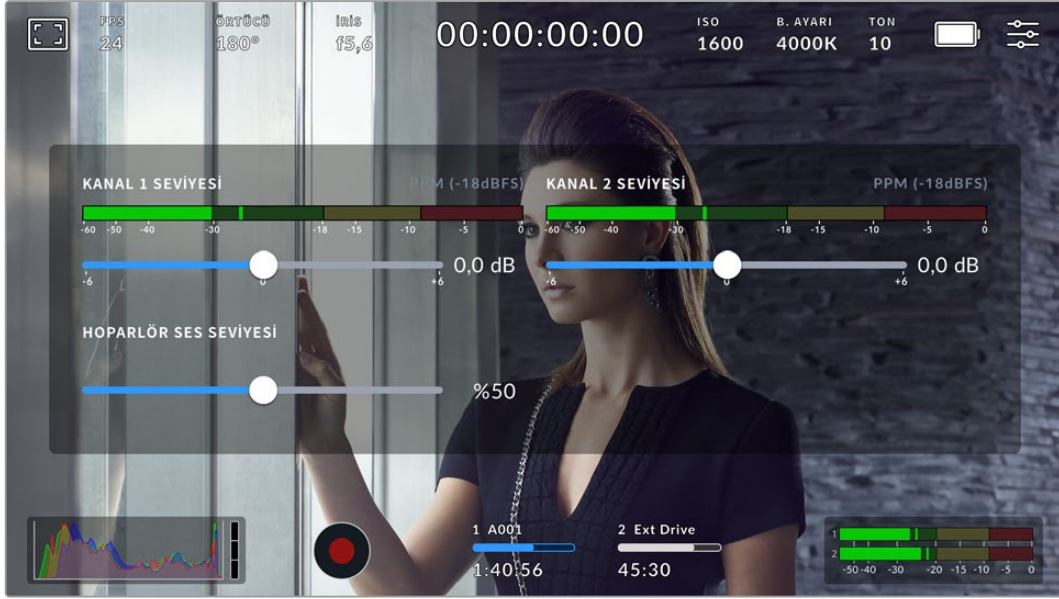 FPS ÖRTÜCÜ İRİS 00:00:00:00 ISO B. AYARI TON
24 180° f5,6 1600 4000K 10
KANAL 1 SEVİYESİ PPM (-18dBFS) KANAL 2 SEVİYESİ PPM (-18dBFS)
-60 -50 -40 -30 -18 -15 -10 -5 0 -60 -50 -40 -30 -18 -15 -10 -5 0
0,0 dB 0,0 dB
-6 0 +6 -6 0 +6
HOPARLÖR SES SEVİYESİ
%50
1 A001 2 Ext Drive
1:40:56 45:30
1
2
-50 -40 -30 -20 -15 -10 -5 0